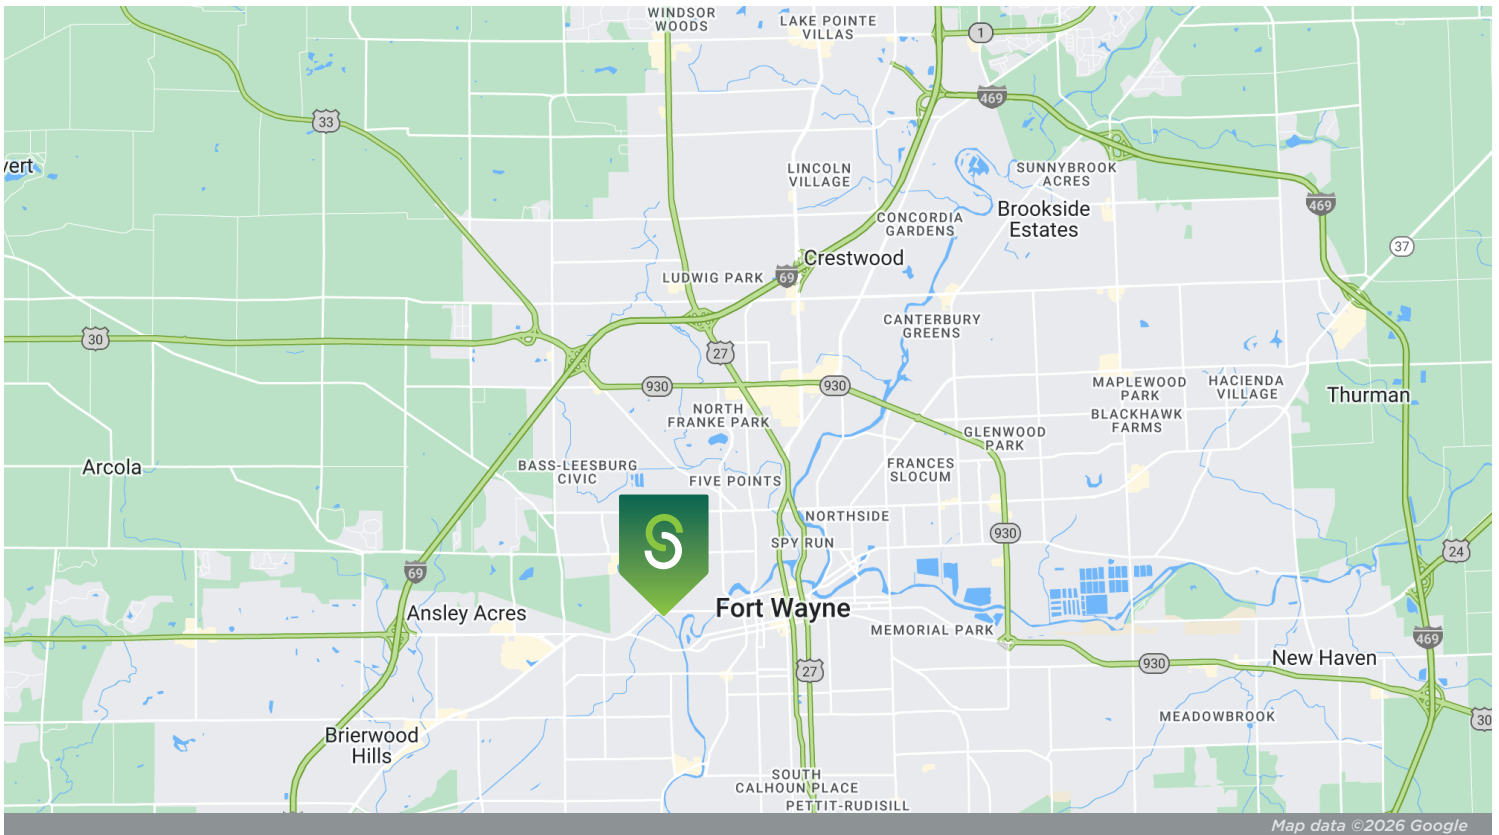 WINDSOR
WOODS
LAKE POINTE
VILLAS
1
469
33
vert
LINCOLN
VILLAGE
SUNNYBROOK
ACRES
469
Brookside
Estates
CONCORDIA
GARDENS
37
Crestwood
LUDWIG PARK
69
CANTERBURY
GREENS
30
27
930
930
MAPLEWOOD
PARK
HACIENDA
VILLAGE
Thurman
NORTH
FRANKE PARK
BLACKHAWK
FARMS
GLENWOOD
PARK
Arcola
BASS-LEESBURG
CIVIC
FIVE POINTS
FRANCES
SLOCUM
NORTHSIDE
930
SPY RUN
24
69
Ansley Acres
Fort Wayne
MEMORIAL PARK
469
New Haven
930
27
MEADOWBROOK
30
Brierwood
Hills
SOUTH
CALHOUN PLACE
PETTIT-RUDISILL
Map data ©2026 Google